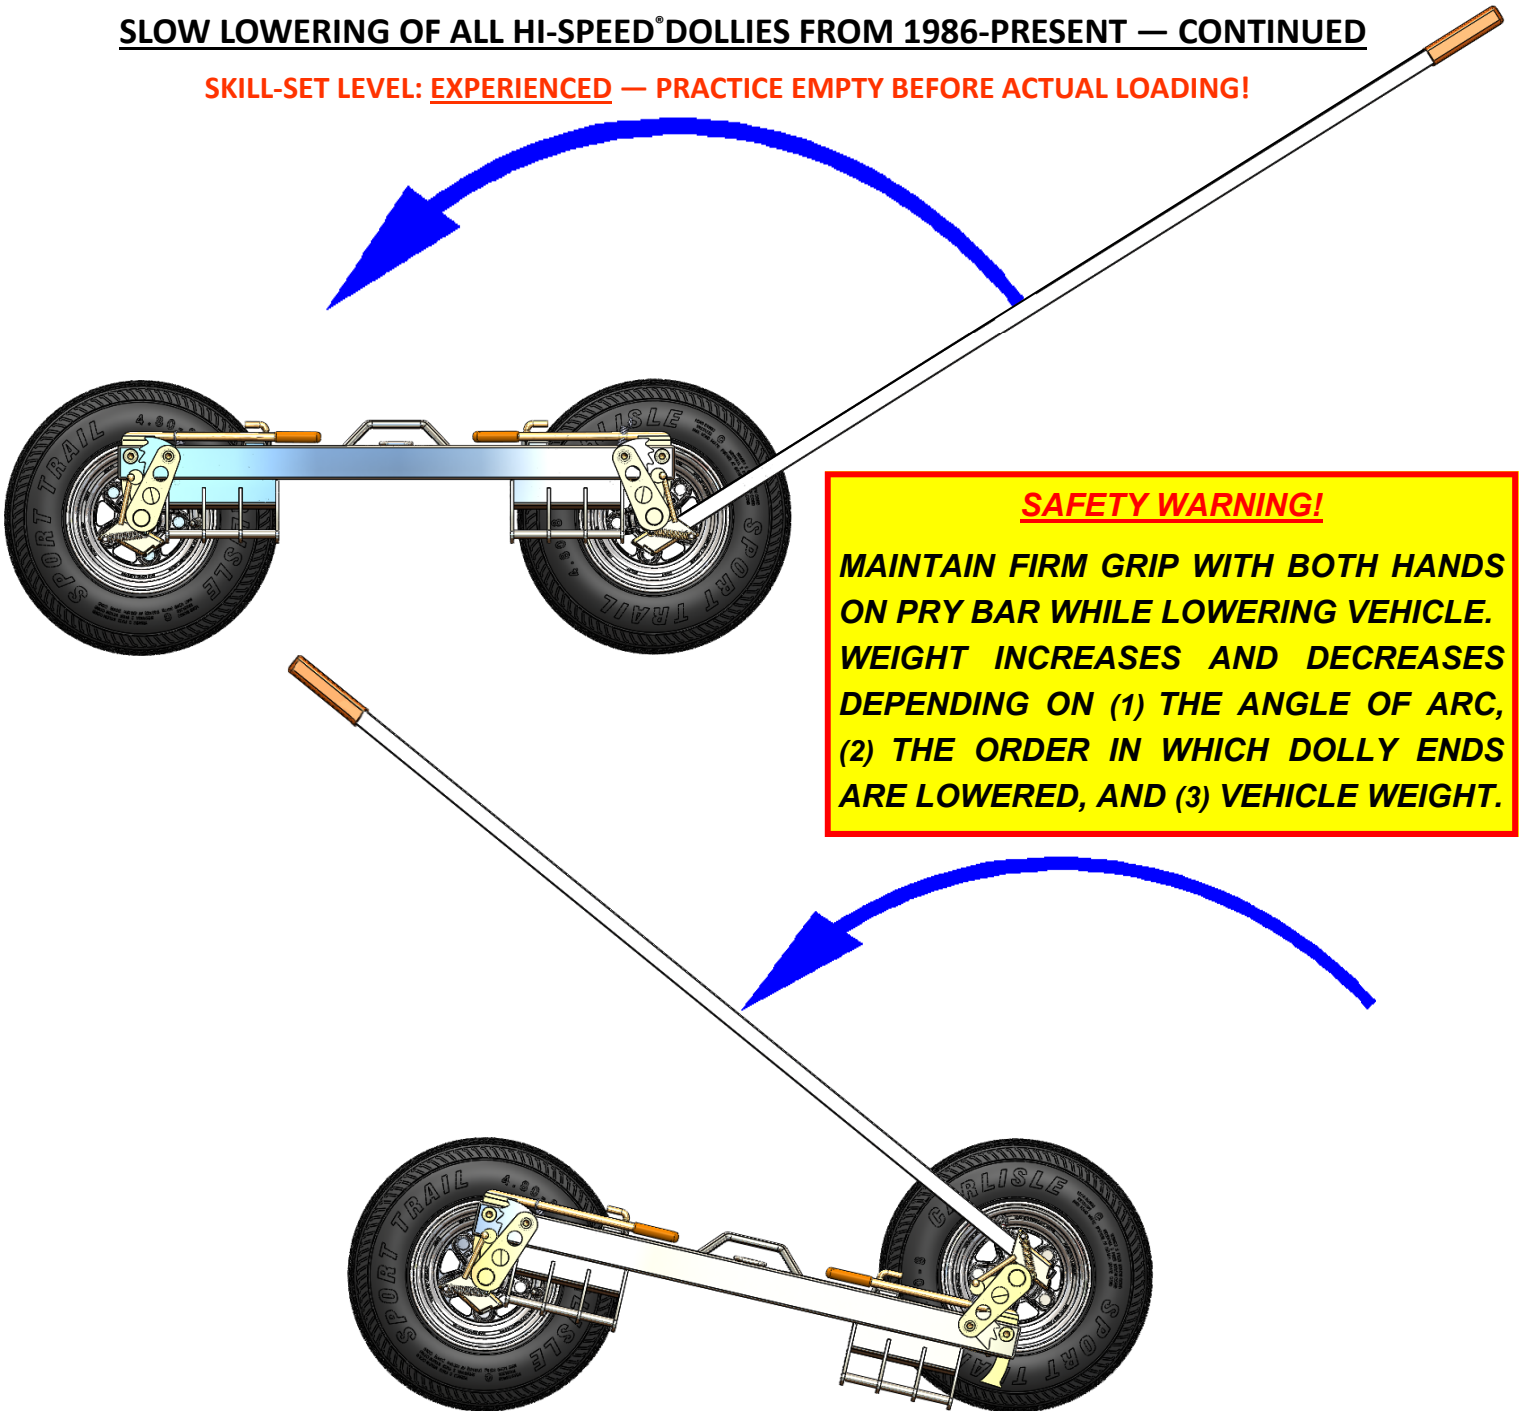 SLOW LOWERING OF ALL HI-SPEED® DOLLIES FROM 1986-PRESENT — CONTINUED
SKILL-SET LEVEL: EXPERIENCED — PRACTICE EMPTY BEFORE ACTUAL LOADING!
SPORT TRAIL
4.80-8
CARLISLE
SPORT TRAIL
SAFETY WARNING!
MAINTAIN FIRM GRIP WITH BOTH HANDS
ON PRY BAR WHILE LOWERING VEHICLE.
WEIGHT INCREASES AND DECREASES
DEPENDING ON (1) THE ANGLE OF ARC,
(2) THE ORDER IN WHICH DOLLY ENDS
ARE LOWERED, AND (3) VEHICLE WEIGHT.
SPORT TRAIL
CARLISLE
SPORT